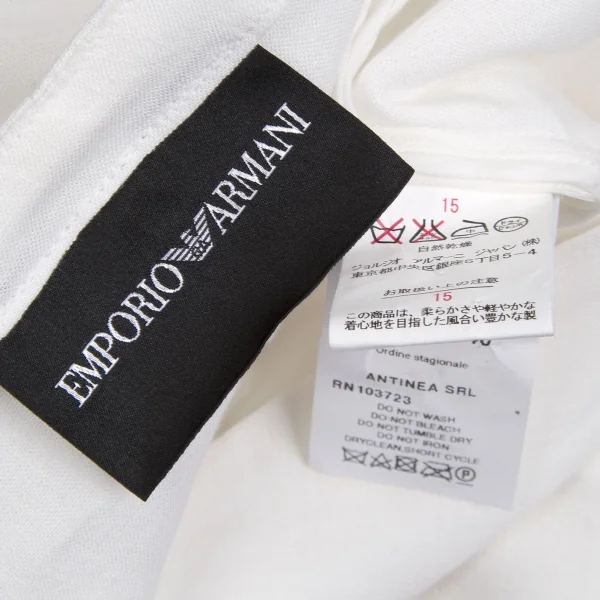 EMPORIO ARMANI
15
自然乾燥
ジョルジオ アルマーニ ジャパン(株)
東京都中央区銀座5丁目5-4
お取扱い上の注意
15
この商品は、柔らかさや軽やかな
着心地を目指した風合い豊かな製
Ordine stagionale
ANTINEA SRL
RN103723
DO NOT WASH
DO NOT BLEACH
DO NOT TUMBLE DRY
DO NOT IRON
DRYCLEAN,SHORT CYCLE
P